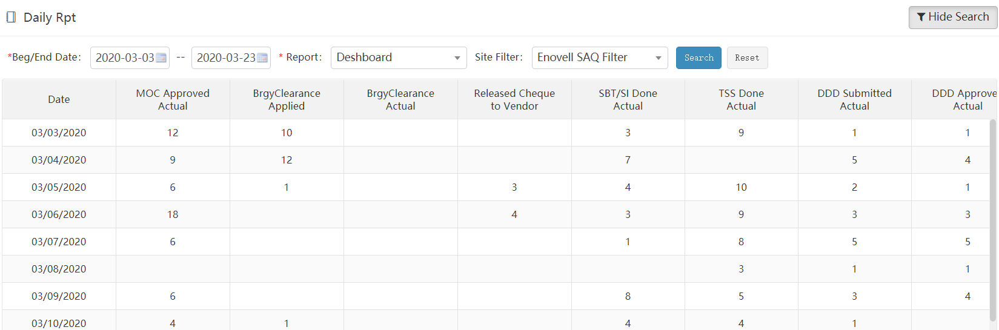 Daily Rpt
Hide Search
*Beg/End Date: 2020-03-03 -- 2020-03-23 * Report: Deshboard Site Filter: Enovell SAQ Filter Search Reset
Date MOC Approved Actual BrgyClearance Applied BrgyClearance Actual Released Cheque to Vendor SBT/SI Done Actual TSS Done Actual DDD Submitted Actual DDD Approve Actual
03/03/2020 12 10 3 9 1 1
03/04/2020 9 12 7 5 4
03/05/2020 6 1 3 4 10 2 1
03/06/2020 18 4 3 9 3 3
03/07/2020 6 1 8 5 5
03/08/2020 3 1 1
03/09/2020 6 8 5 3 4
03/10/2020 4 1 4 4 1